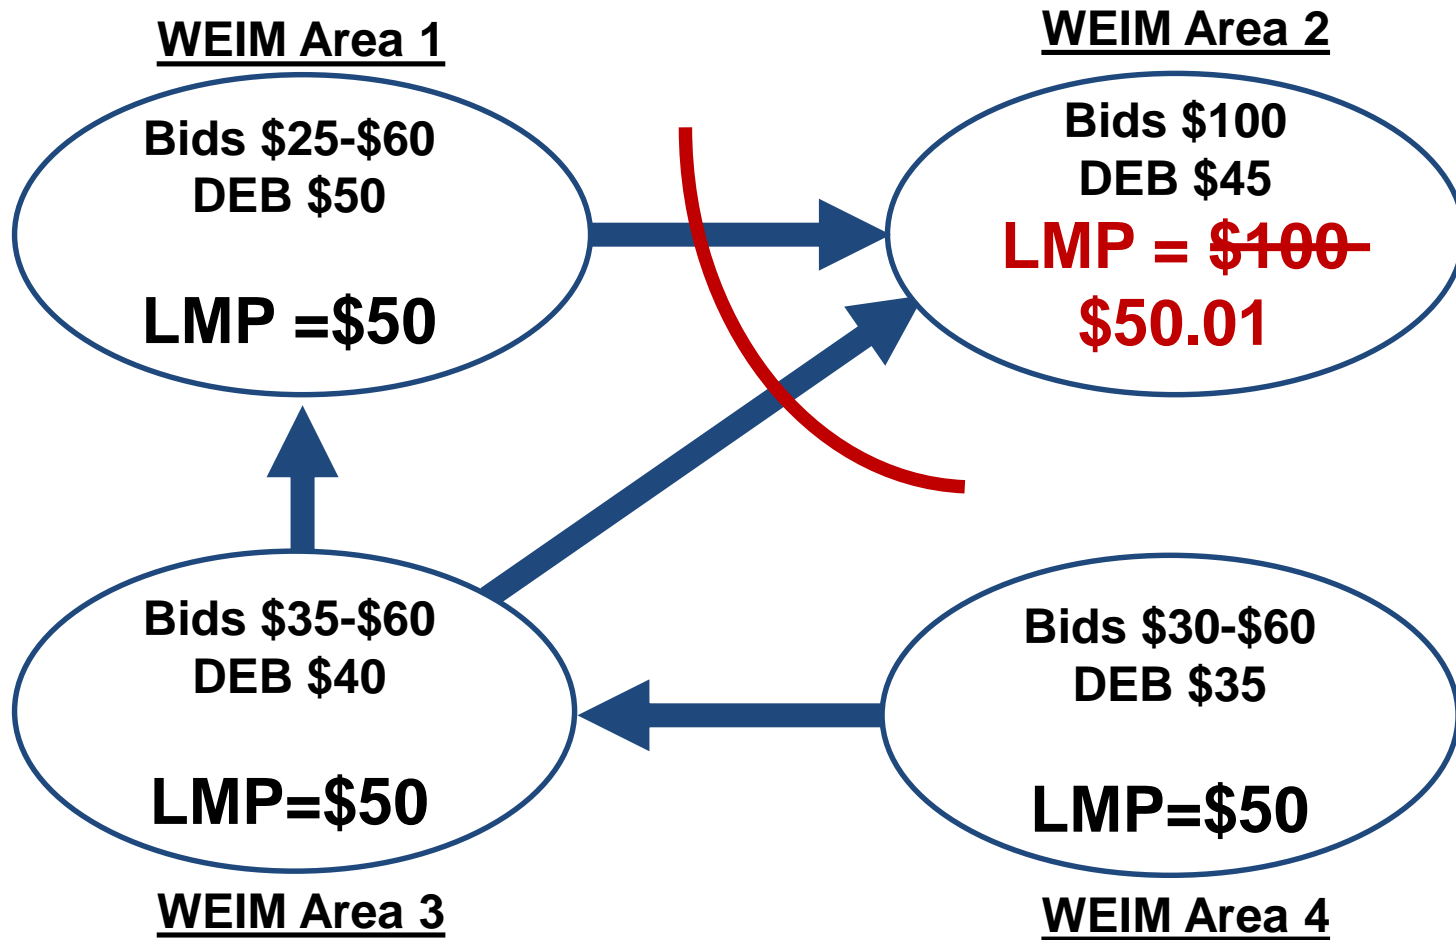 WEIM Area 1
Bids $25-$60
DEB $50
LMP =$50
WEIM Area 2
Bids $100
DEB $45
LMP = $100
$50.01
Bids $35-$60
DEB $40
LMP=$50
WEIM Area 3
Bids $30-$60
DEB $35
LMP=$50
WEIM Area 4